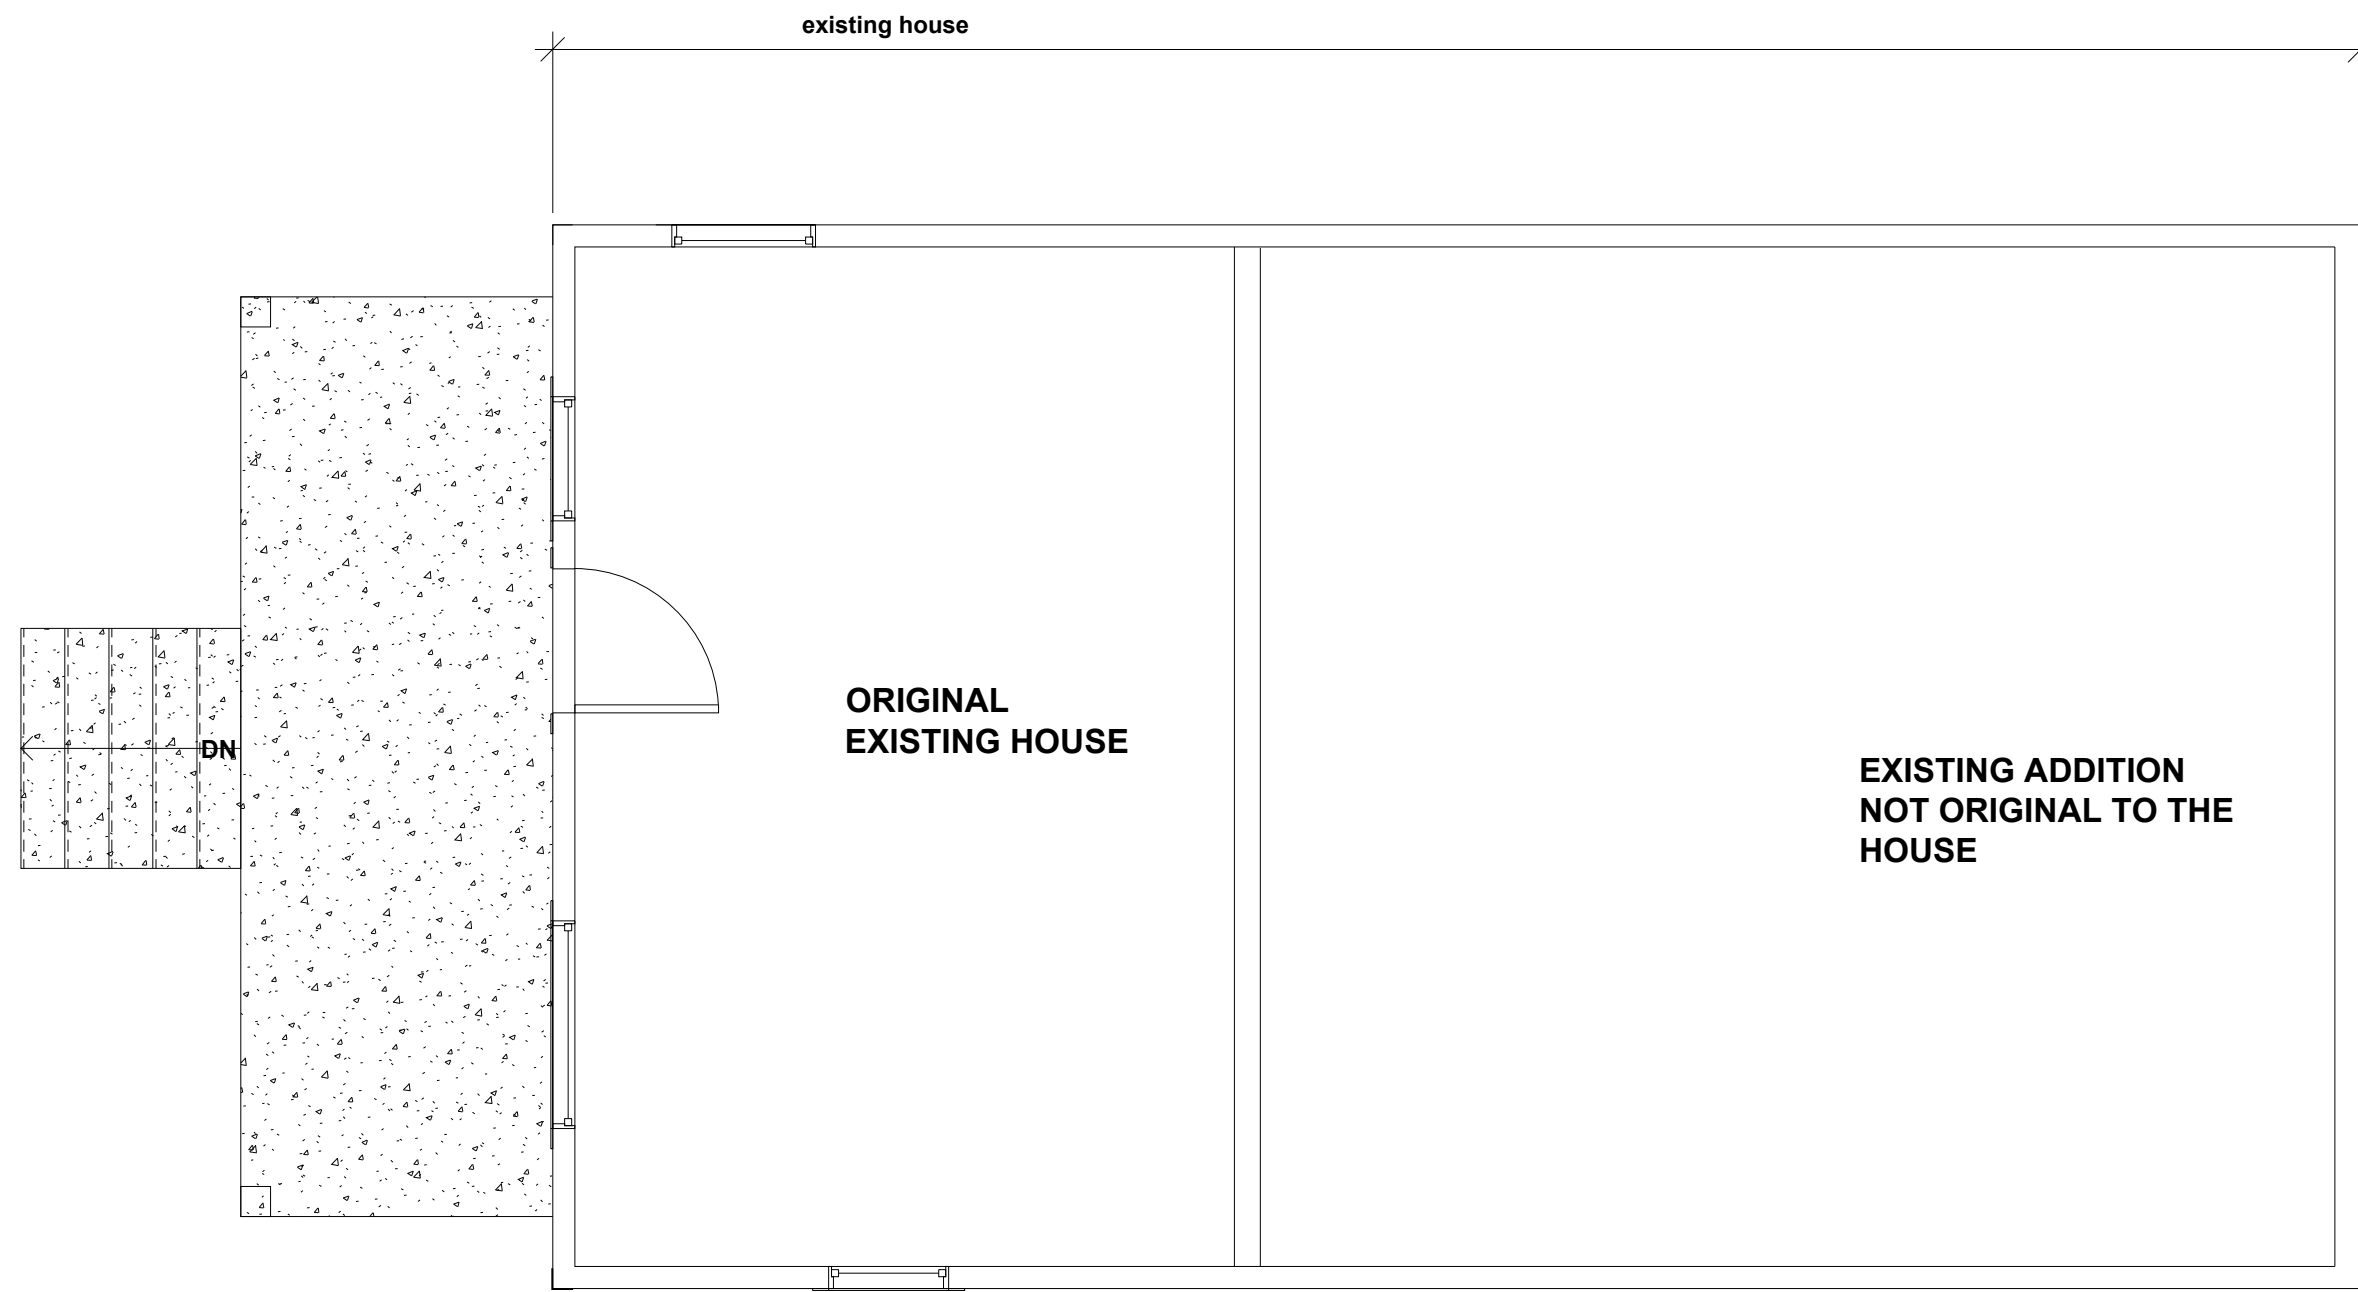 existing house
ORIGINAL
EXISTING HOUSE
DN
EXISTING ADDITION
NOT ORIGINAL TO THE
HOUSE